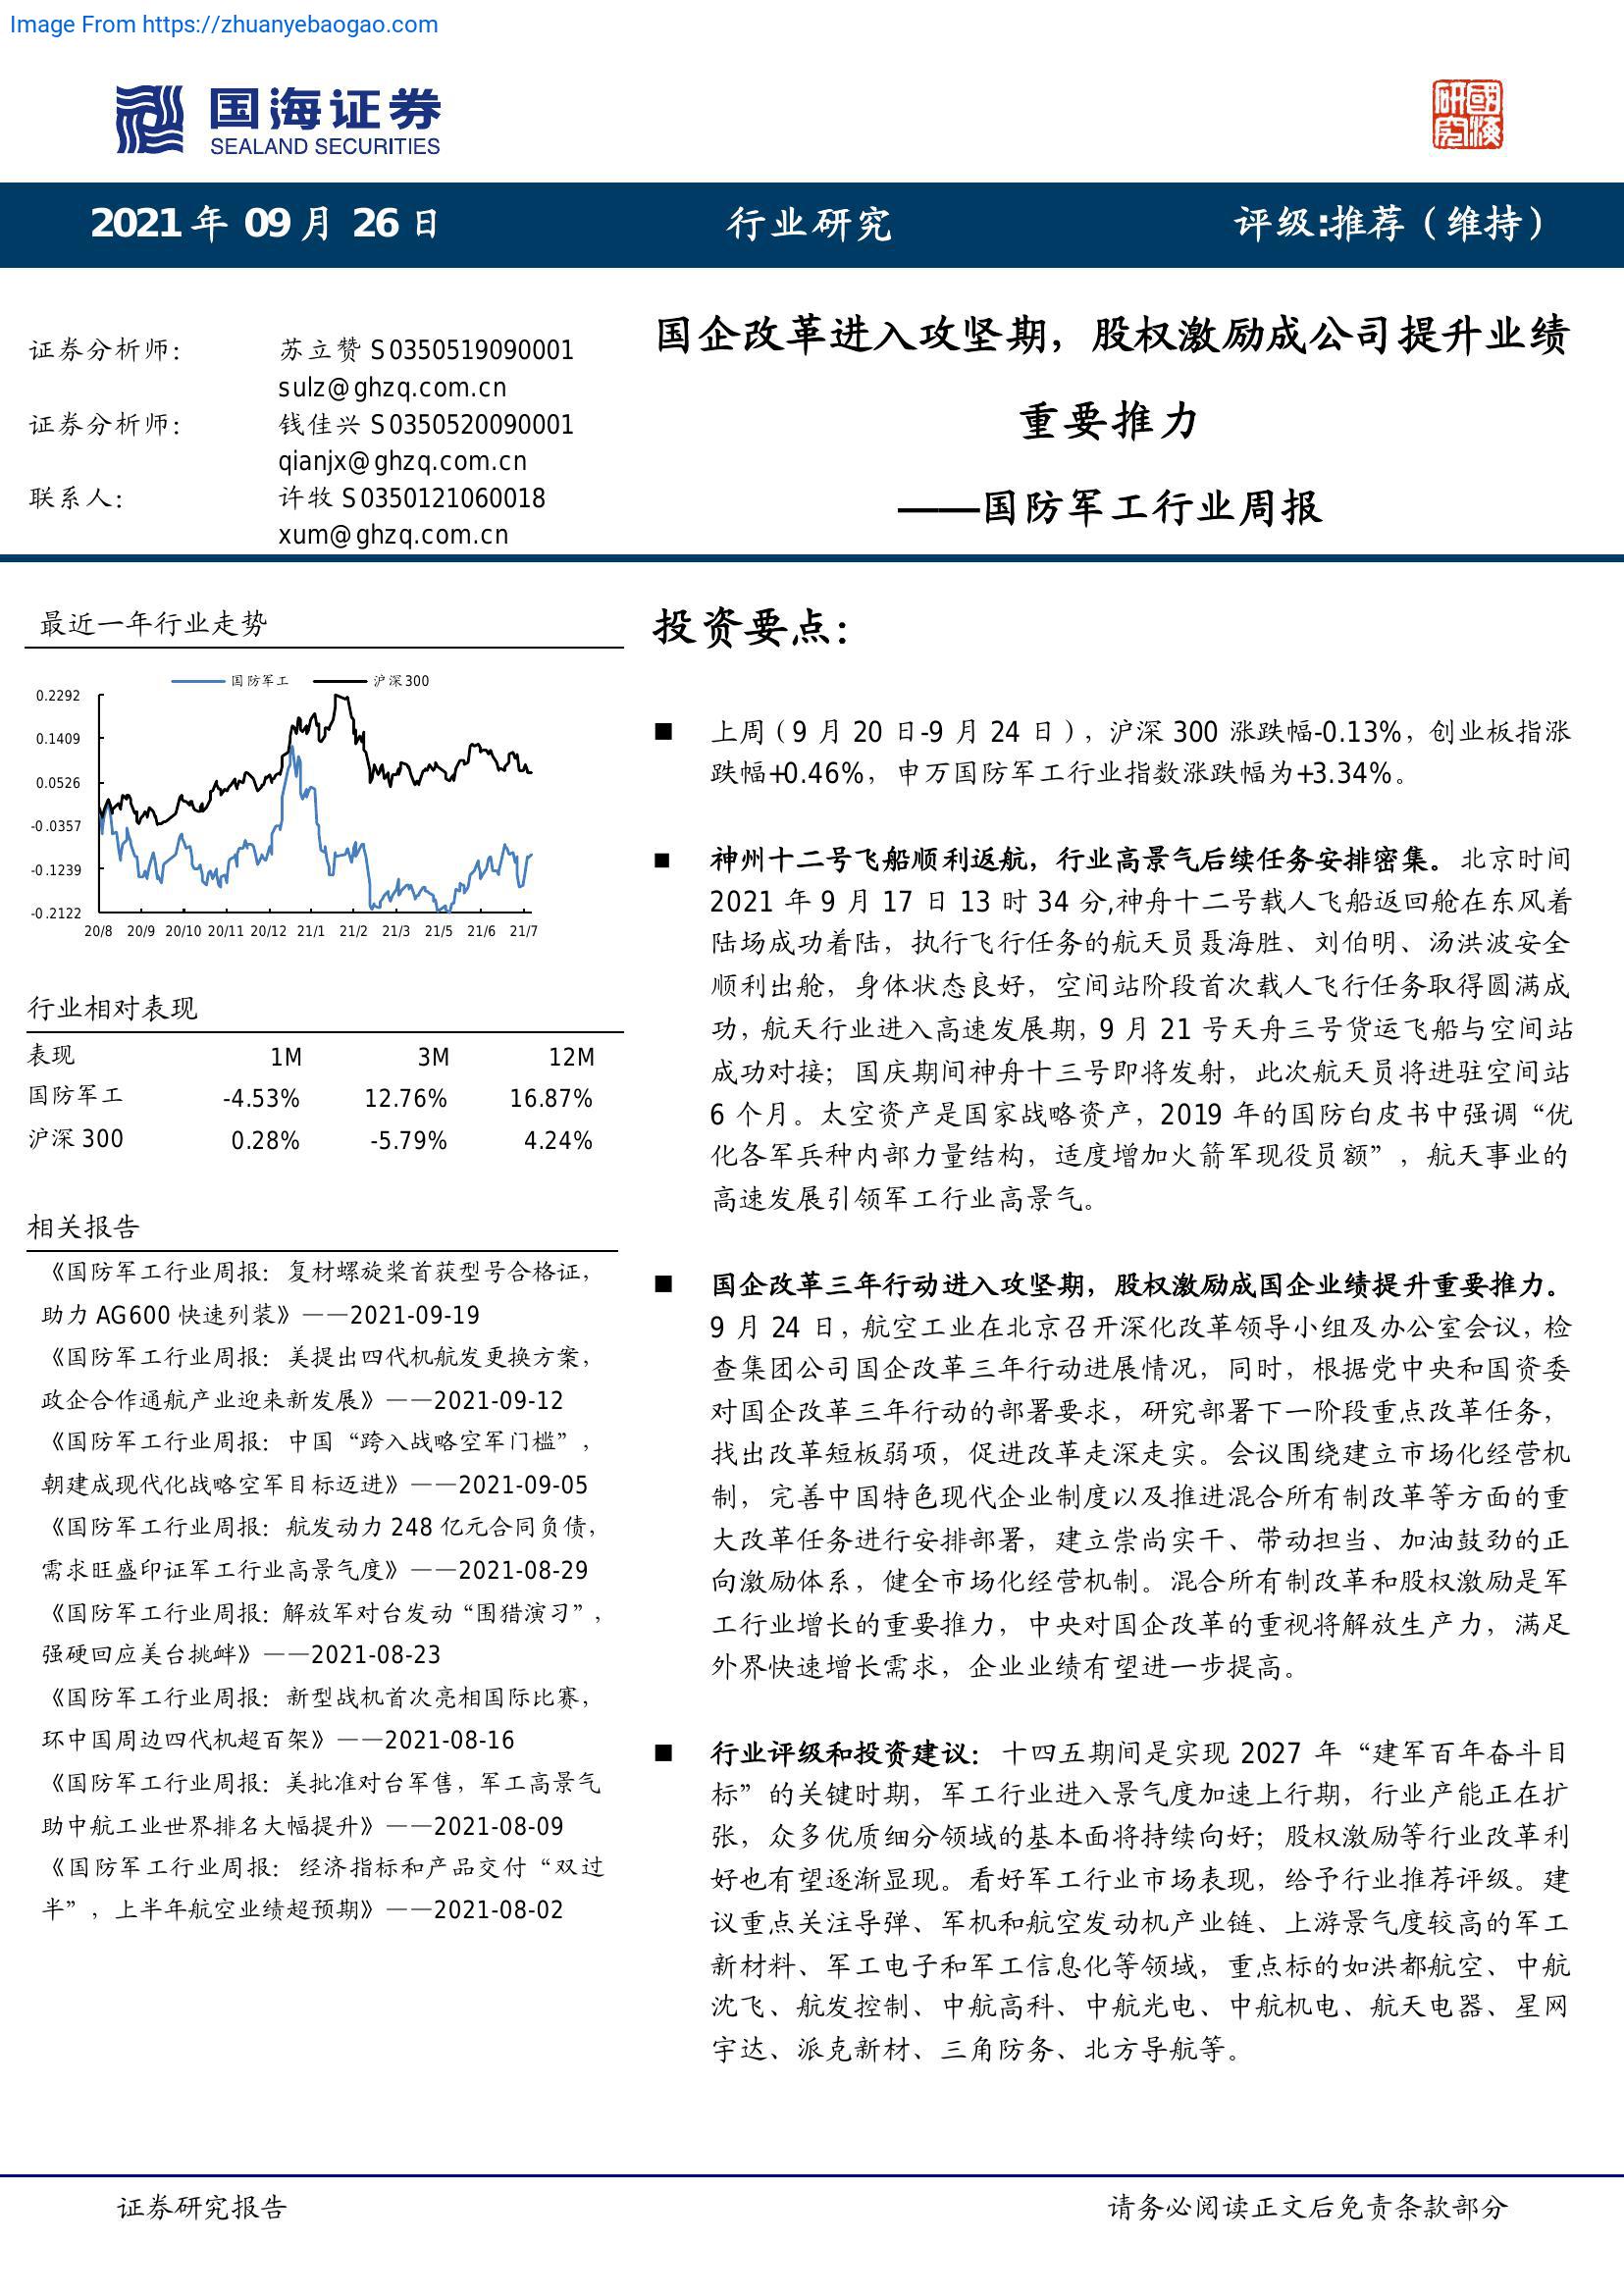 Image From https://zhuanyebaogao.com
国海证券
SEALAND SECURITIES
國海
研究
2021 年 09 月 26 日
行业研究
评级:推荐（维持）
证券分析师：
苏立赞 S0350519090001
sulz@ghzq.com.cn
证券分析师：
钱佳兴 S0350520090001
qianjx@ghzq.com.cn
联系人：
许牧 S0350121060018
xum@ghzq.com.cn
国企改革进入攻坚期，股权激励成公司提升业绩
重要推力
——国防军工行业周报
最近一年行业走势
国防军工
沪深300
0.2292
0.1409
0.0526
-0.0357
-0.1239
-0.2122
20/8 20/9 20/10 20/11 20/12 21/1 21/2 21/3 21/5 21/6 21/7
行业相对表现
表现 1M 3M 12M
国防军工 -4.53% 12.76% 16.87%
沪深 300 0.28% -5.79% 4.24%
相关报告
《国防军工行业周报：复材螺旋桨首获型号合格证，
助力 AG600 快速列装》——2021-09-19
《国防军工行业周报：美提出四代机航发更换方案，
政企合作通航产业迎来新发展》——2021-09-12
《国防军工行业周报：中国“跨入战略空军门槛”，
朝建成现代化战略空军目标迈进》——2021-09-05
《国防军工行业周报：航发动力 248 亿元合同负债，
需求旺盛印证军工行业高景气度》——2021-08-29
《国防军工行业周报：解放军对台发动“围猎演习”，
强硬回应美台挑衅》——2021-08-23
《国防军工行业周报：新型战机首次亮相国际比赛，
环中国周边四代机超百架》——2021-08-16
《国防军工行业周报：美批准对台军售，军工高景气
助中航工业世界排名大幅提升》——2021-08-09
《国防军工行业周报：经济指标和产品交付“双过
半”，上半年航空业绩超预期》——2021-08-02
投资要点：
■ 上周（9 月 20 日-9 月 24 日），沪深 300 涨跌幅-0.13%，创业板指涨
跌幅+0.46%，申万国防军工行业指数涨跌幅为+3.34%。
■ 神州十二号飞船顺利返航，行业高景气后续任务安排密集。北京时间
2021 年 9 月 17 日 13 时 34 分,神舟十二号载人飞船返回舱在东风着
陆场成功着陆，执行飞行任务的航天员聂海胜、刘伯明、汤洪波安全
顺利出舱，身体状态良好，空间站阶段首次载人飞行任务取得圆满成
功，航天行业进入高速发展期，9 月 21 号天舟三号货运飞船与空间站
成功对接；国庆期间神舟十三号即将发射，此次航天员将进驻空间站
6 个月。太空资产是国家战略资产，2019 年的国防白皮书中强调“优
化各军兵种内部力量结构，适度增加火箭军现役员额”，航天事业的
高速发展引领军工行业高景气。
■ 国企改革三年行动进入攻坚期，股权激励成国企业绩提升重要推力。
9 月 24 日，航空工业在北京召开深化改革领导小组及办公室会议，检
查集团公司国企改革三年行动进展情况，同时，根据党中央和国资委
对国企改革三年行动的部署要求，研究部署下一阶段重点改革任务，
找出改革短板弱项，促进改革走深走实。会议围绕建立市场化经营机
制，完善中国特色现代企业制度以及推进混合所有制改革等方面的重
大改革任务进行安排部署，建立崇尚实干、带动担当、加油鼓劲的正
向激励体系，健全市场化经营机制。混合所有制改革和股权激励是军
工行业增长的重要推力，中央对国企改革的重视将解放生产力，满足
外界快速增长需求，企业业绩有望进一步提高。
■ 行业评级和投资建议：十四五期间是实现 2027 年“建军百年奋斗目
标”的关键时期，军工行业进入景气度加速上行期，行业产能正在扩
张，众多优质细分领域的基本面将持续向好；股权激励等行业改革利
好也有望逐渐显现。看好军工行业市场表现，给予行业推荐评级。建
议重点关注导弹、军机和航空发动机产业链、上游景气度较高的军工
新材料、军工电子和军工信息化等领域，重点标的如洪都航空、中航
沈飞、航发控制、中航高科、中航光电、中航机电、航天电器、星网
宇达、派克新材、三角防务、北方导航等。
证券研究报告
请务必阅读正文后免责条款部分